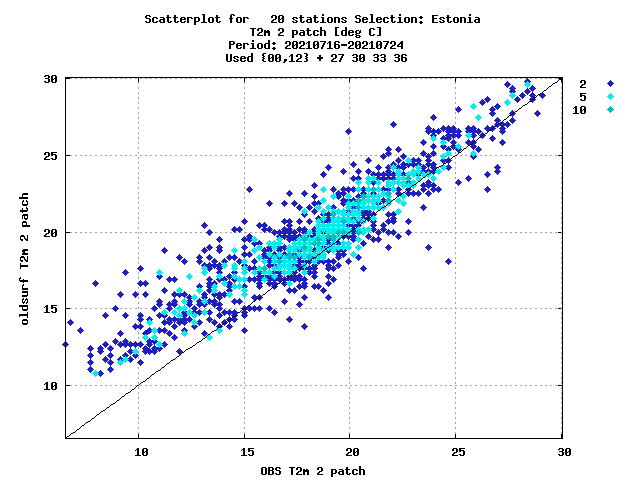 Scatterplot for   20 stations Selection: Estonia
T2m 2 patch [deg C]
Period: 20210716-20210724
Used {00,12} + 27 30 33 36
2
5
10
30
25
20
15
10
oldsurf T2m 2 patch
10 15 20 25 30
OBS T2m 2 patch